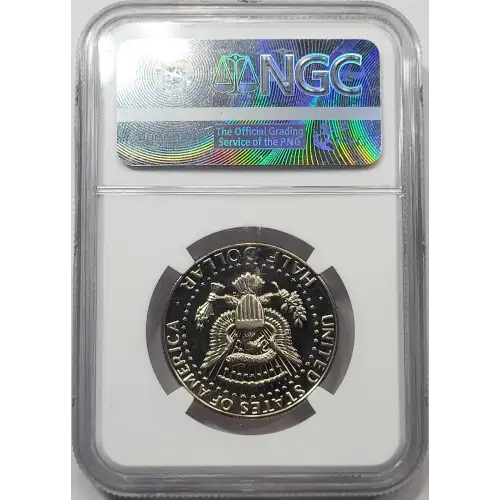 NGC
The Official Grading
Service of the PNG
UNITED STATES OF AMERICA
HALF DOLLAR